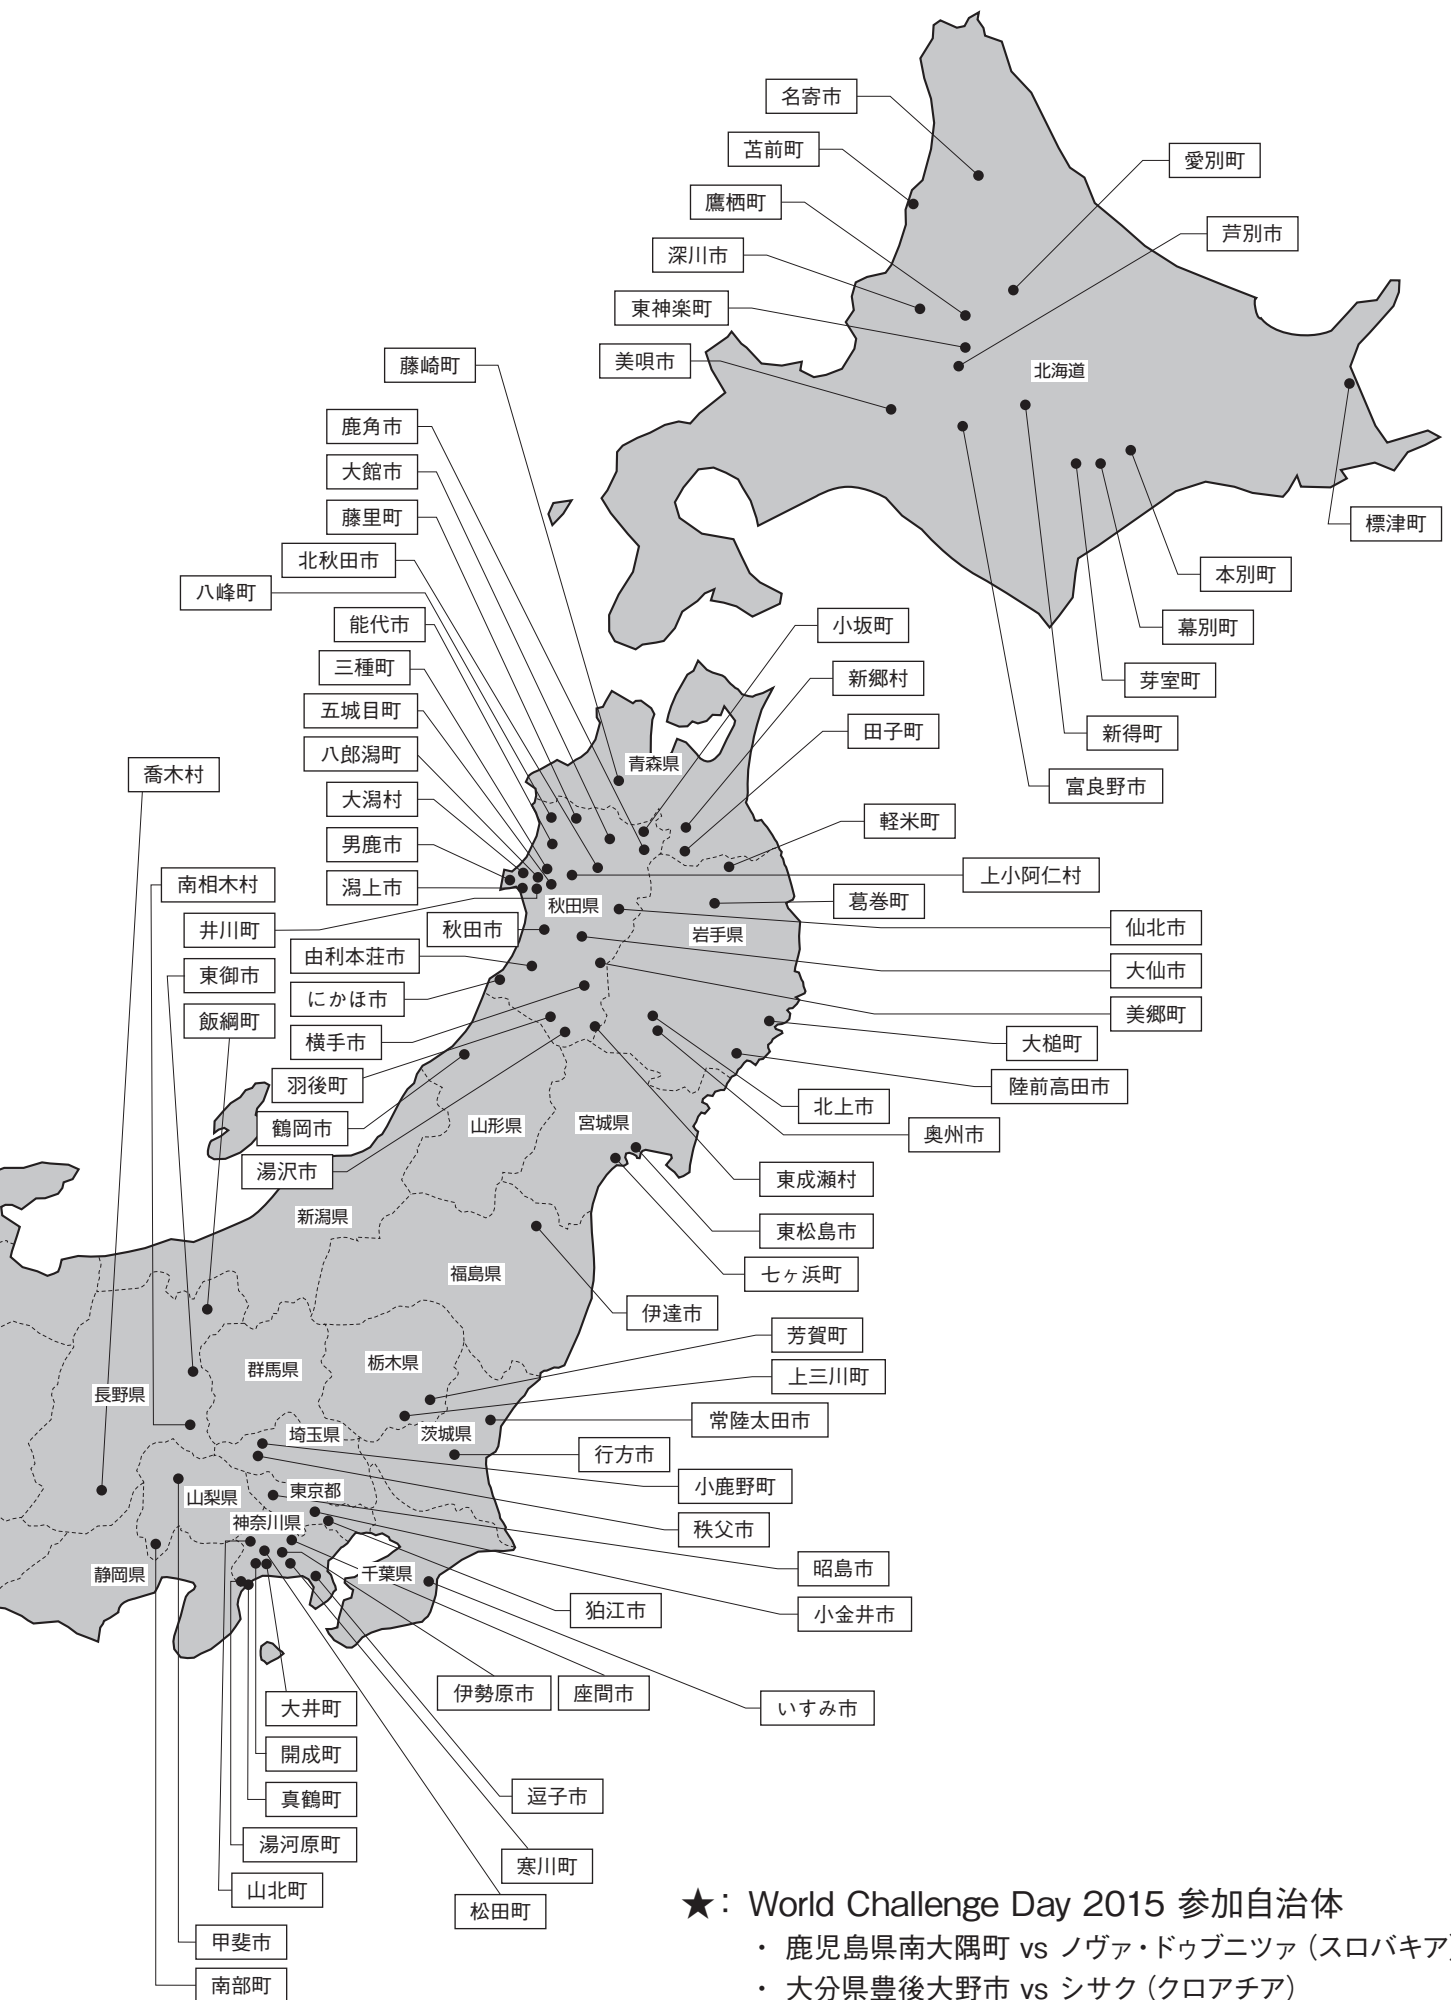 名寄市
苫前町
愛別町
鷹栖町
芦別市
深川市
東神楽町
美唄市
藤崎町
北海道
鹿角市
大館市
藤里町
標津町
北秋田市
本別町
八峰町
能代市
小坂町
幕別町
三種町
新郷村
芽室町
五城目町
田子町
新得町
八郎潟町
青森県
喬木村
富良野市
大潟村
軽米町
男鹿市
上小阿仁村
南相木村
潟上市
秋田県
葛巻町
井川町
秋田市
岩手県
仙北市
由利本荘市
大仙市
東御市
にかほ市
美郷町
飯綱町
横手市
大槌町
羽後町
陸前高田市
北上市
鶴岡市
山形県
宮城県
奥州市
湯沢市
東成瀬村
新潟県
東松島市
福島県
七ヶ浜町
伊達市
芳賀町
群馬県
栃木県
上三川町
長野県
常陸太田市
埼玉県
茨城県
行方市
小鹿野町
山梨県
東京都
神奈川県
秩父市
静岡県
千葉県
昭島市
狛江市
小金井市
伊勢原市
座間市
いすみ市
大井町
開成町
真鶴町
逗子市
湯河原町
寒川町
山北町
松田町
甲斐市
南部町
★： World Challenge Day 2015 参加自治体
・ 鹿児島県南大隅町 vs ノヴァ・ドゥブニツァ（スロバキア）
・ 大分県豊後大野市 vs シサク（クロアチア）